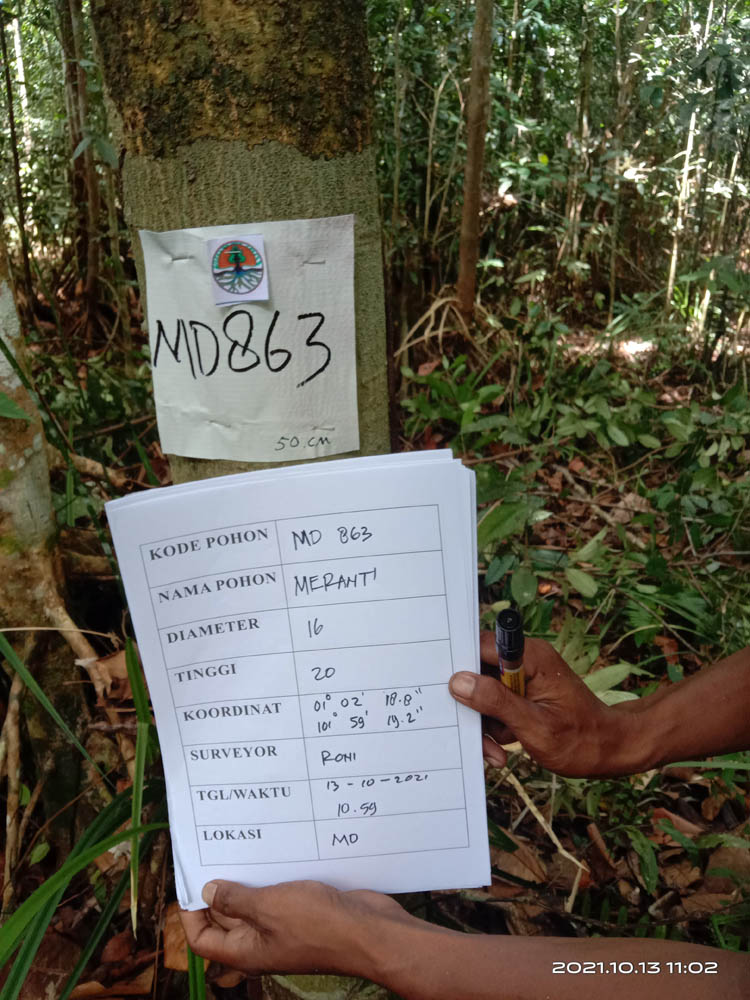 MD863
50.cm
KODE POHON MD 863
NAMA POHON MERANTI
DIAMETER 16
TINGGI 20
KOORDINAT 01° 02' 18.8"
101° 59' 19.2"
SURVEYOR RONI
TGL/WAKTU 13-10-2021
10.59
LOKASI MD
2021.10.13 11:02